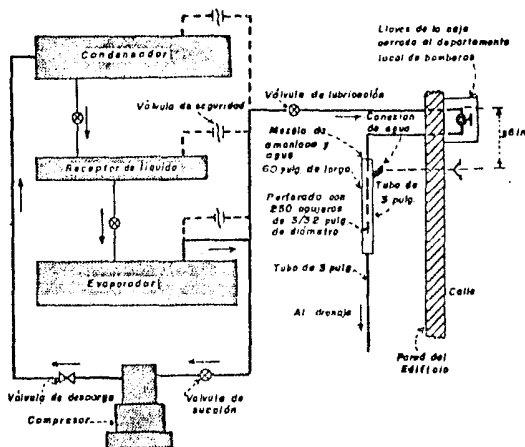 Condensador
Válvula de seguridad
Receptor de líquido
Evaporador
Válvula de descarga
Compresor
Válvula de succión
Válvula de lubricación
Llaves de la caja
cerrada al departamento
local de bomberos
Conexión
de agua
Mezcla de
amoníaco y
agua
60 pulg. de largo
Perforado con
250 agujeros
de 3/32 pulg.
de diámetro
Tubo de
3 pulg.
Tubo de 3 pulg.
Al drenaje
Calle
Pared del
Edificio